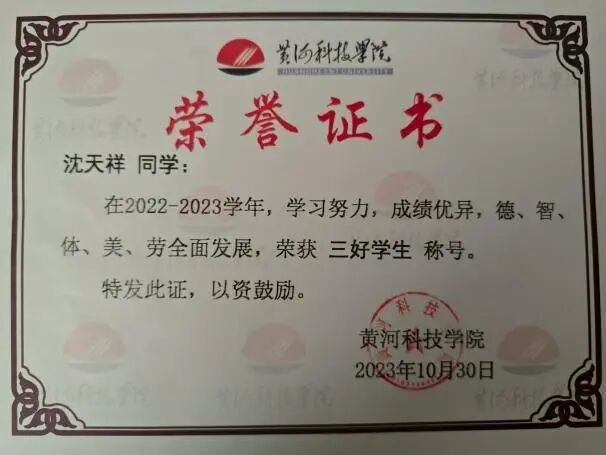 黄河科技学院
HUANGHE S&T UNIVERSITY
荣誉证书
沈天祥 同学：
在2022-2023学年，学习努力，成绩优异，德、智、
体、美、劳全面发展，荣获 三好学生 称号。
特发此证，以资鼓励。
黄河科技学院
2023年10月30日